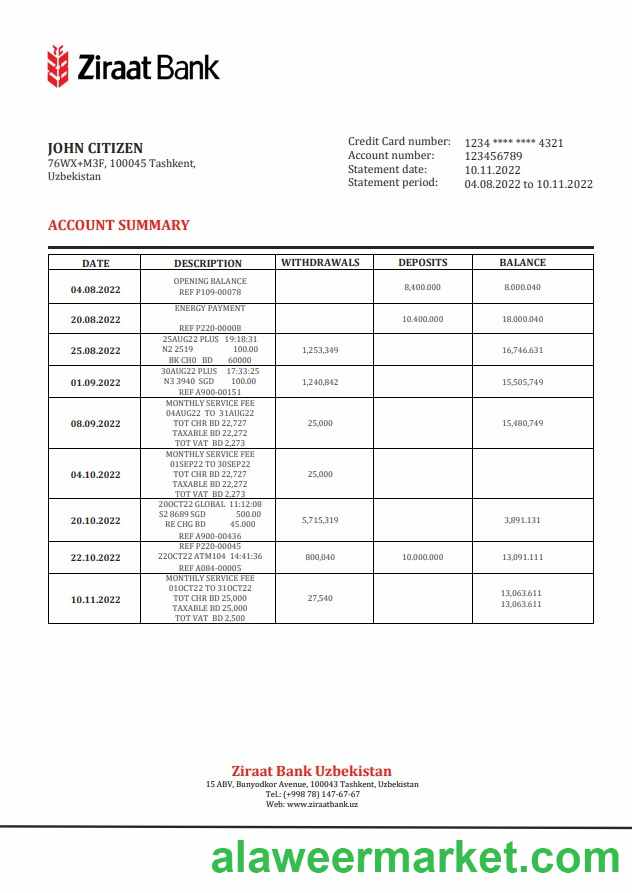 Ziraat Bank
JOHN CITIZEN
76WX+M3F, 100045 Tashkent,
Uzbekistan
Credit Card number: 1234 **** **** 4321
Account number: 123456789
Statement date: 10.11.2022
Statement period: 04.08.2022 to 10.11.2022
ACCOUNT SUMMARY
DATE DESCRIPTION WITHDRAWALS DEPOSITS BALANCE
04.08.2022 OPENING BALANCE 8,400.000 8.000.040
REF P109-00078
20.08.2022 ENERGY PAYMENT 10.400.000 18.000.040
REF P220-00008
25.08.2022 25AUG22 PLUS 19:18:31
N2 2519 100.00 1,253,349 16,746.631
BK CH0 BD 60000
01.09.2022 30AUG22 PLUS 17:33:25
N3 3940 SGD 100.00 1,240,842 15,505,749
REF A900-00151
08.09.2022 MONTHLY SERVICE FEE
04AUG22 TO 31AUG22
TOT CHR BD 22,727 25,000 15,480,749
TAXABLE BD 22,272
TOT VAT BD 2,273
04.10.2022 MONTHLY SERVICE FEE
01SEP22 TO 30SEP22
TOT CHR BD 22,727 25,000
TAXABLE BD 22,272
TOT VAT BD 2,273
20.10.2022 20OCT22 GLOBAL 11:12:08
S2 8689 SGD 500.00 5,715,319 3,891.131
RE CHG BD 45.000
REF A900-00436
22.10.2022 REF P220-00045
22OCT22 ATM104 14:41:36 800,040 10.000.000 13,091.111
REF A084-00005
10.11.2022 MONTHLY SERVICE FEE
01OCT22 TO 31OCT22
TOT CHR BD 25,000 27,540 13,063.611
TAXABLE BD 25,000 13,063.611
TOT VAT BD 2,500
Ziraat Bank Uzbekistan
15 ABV, Bunyodkor Avenue, 100043 Tashkent, Uzbekistan
Tel.: (+998 78) 147-67-67
Web: www.ziraatbank.uz
alaweermarket.com